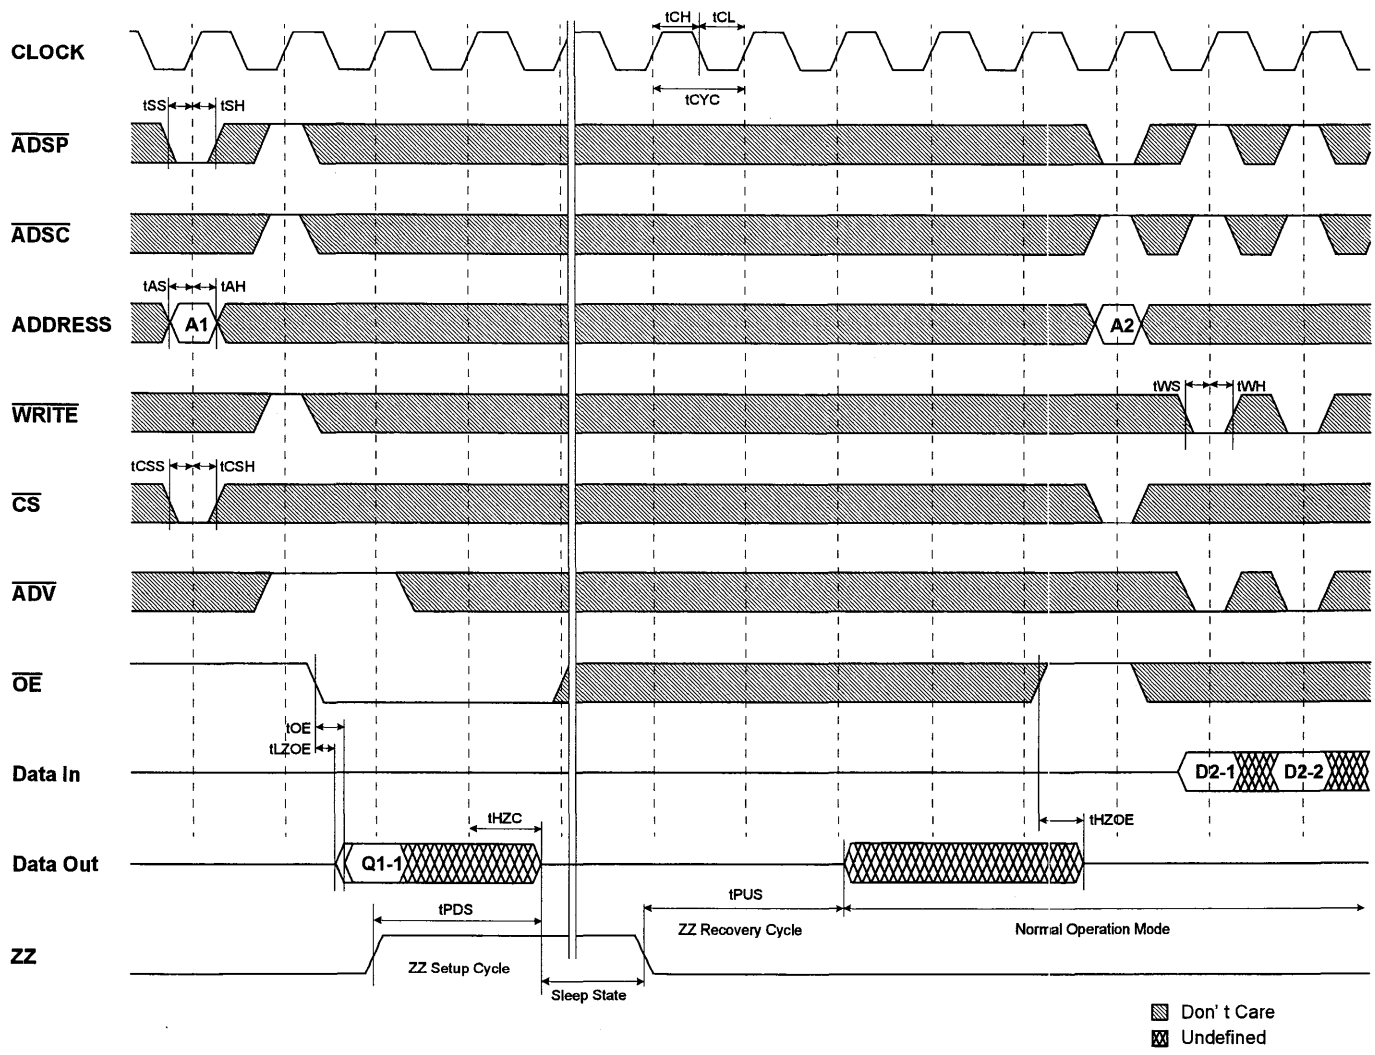 tCH tCL
CLOCK
tCYC
tSS tSH
ADSP
ADSC
tAS tAH
ADDRESS A1 A2
tWS tWH
WRITE
tCSS tCSH
CS
ADV
OE
tOE
tLZOE
Data In D2-1 D2-2
tHZC tHZOE
Data Out Q1-1
tPDS tPUS
ZZ Recovery Cycle Normal Operation Mode
ZZ
ZZ Setup Cycle
Sleep State
Don' t Care
Undefined